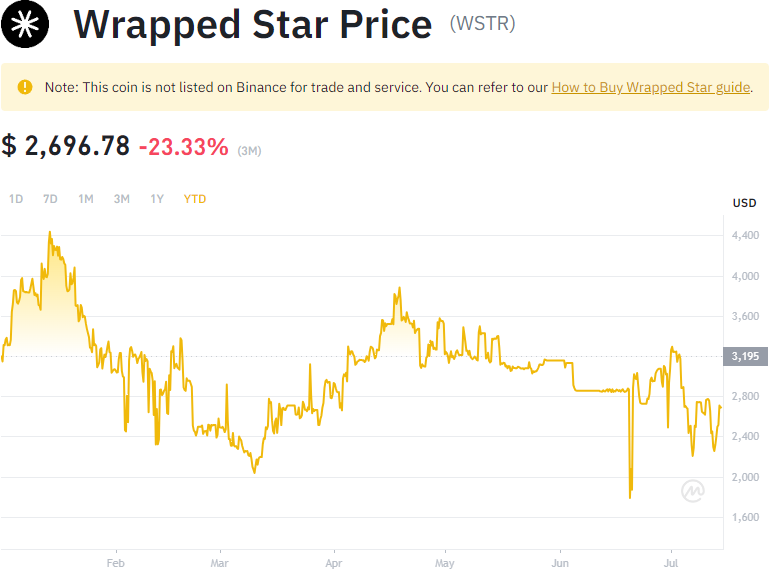 Wrapped Star Price (WSTR)
Note: This coin is not listed on Binance for trade and service. You can refer to our How to Buy Wrapped Star guide.
$ 2,696.78 -23.33% (3M)
1D 7D 1M 3M 1Y YTD
USD
4,400
4,000
3,600
3,195
2,800
2,400
2,000
1,600
Feb Mar Apr May Jun Jul